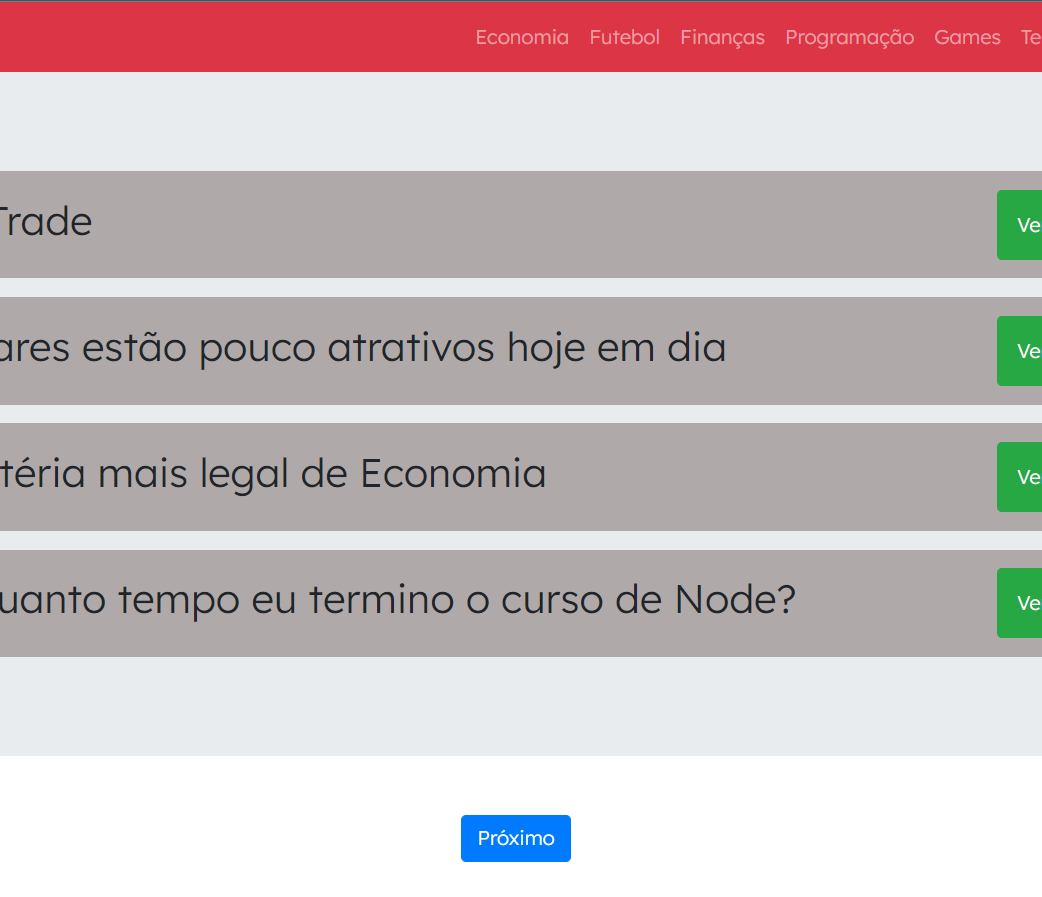 Economia Futebol Finanças Programação Games Te
Trade
ares estão pouco atrativos hoje em dia
Ve
téria mais legal de Economia
Ve
uanto tempo eu termino o curso de Node?
Ve
Próximo